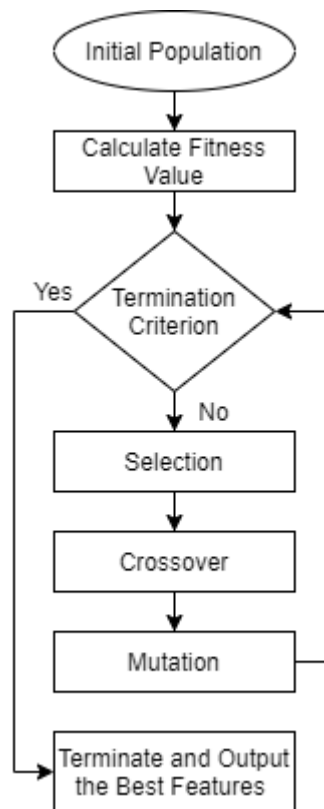 Initial Population
Calculate Fitness
Value
Yes
Termination
Criterion
No
Selection
Crossover
Mutation
Terminate and Output
the Best Features